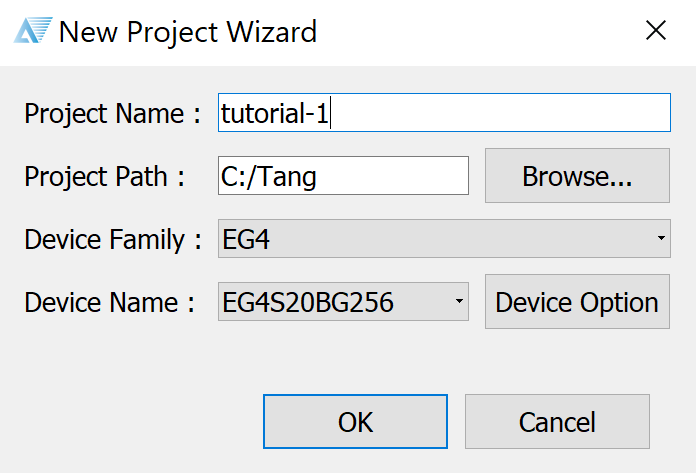 New Project Wizard
Project Name : tutorial-1
Project Path : C:/Tang Browse...
Device Family : EG4
Device Name : EG4S20BG256 Device Option
OK Cancel